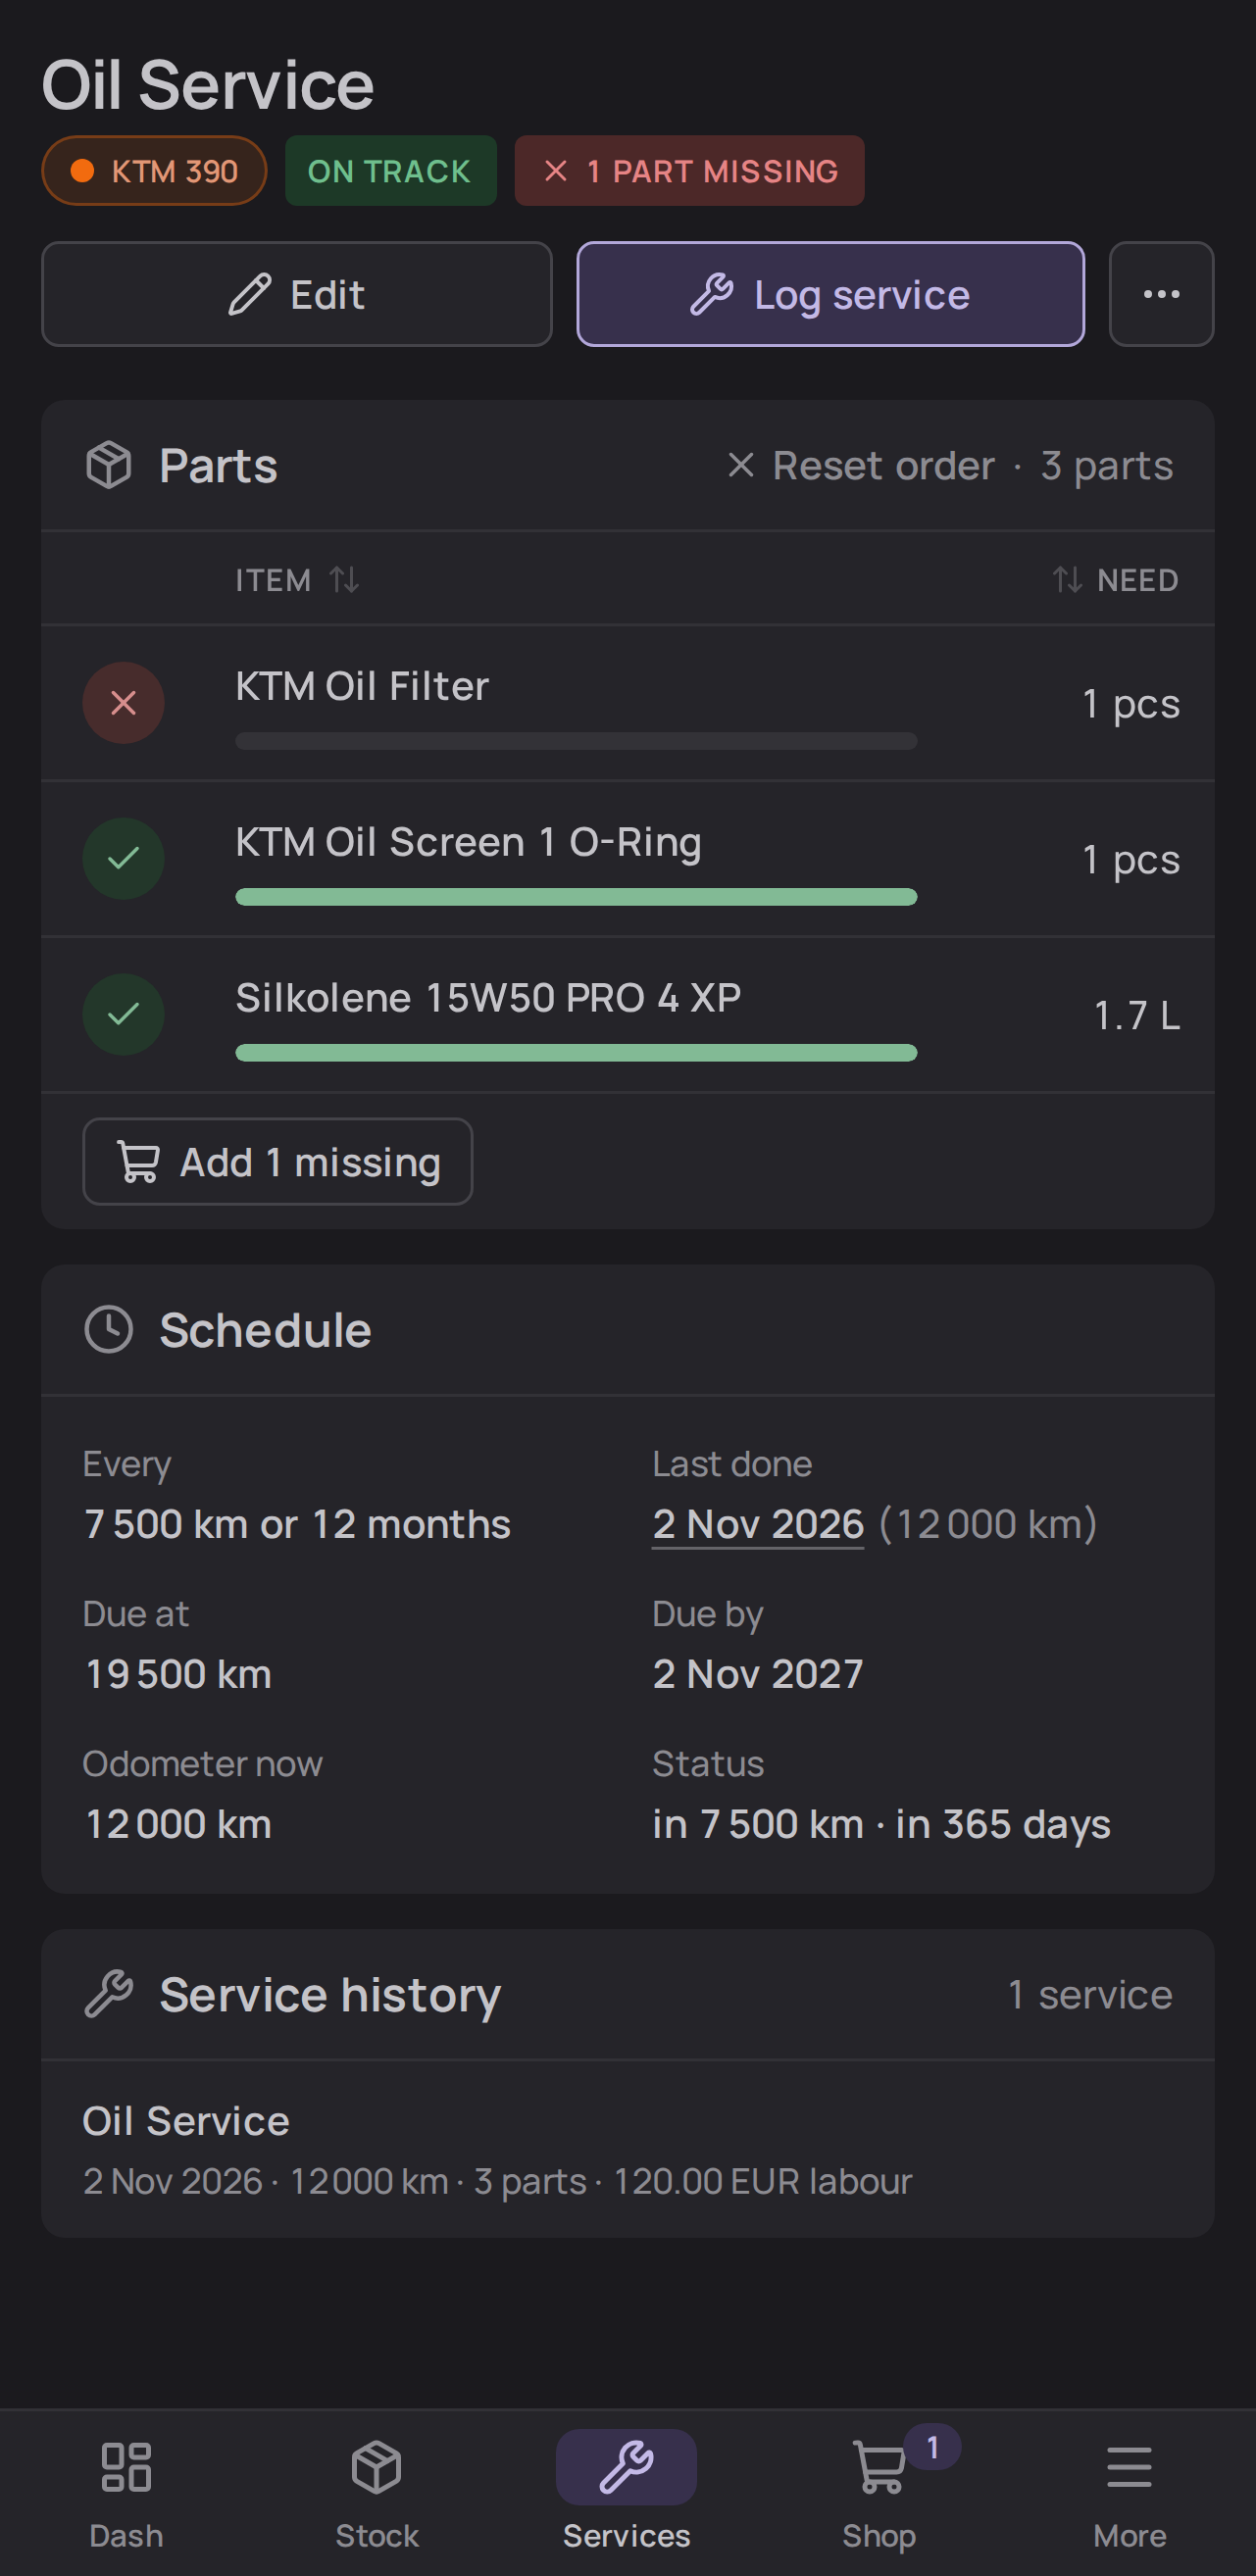 Oil Service
KTM 390 ON TRACK 1 PART MISSING
Edit Log service
Parts Reset order · 3 parts
ITEM NEED
KTM Oil Filter 1 pcs
KTM Oil Screen 1 O-Ring 1 pcs
Silkolene 15W50 PRO 4 XP 1.7 L
Add 1 missing
Schedule
Every Last done
7 500 km or 12 months 2 Nov 2026 (12 000 km)
Due at Due by
19 500 km 2 Nov 2027
Odometer now Status
12 000 km in 7 500 km · in 365 days
Service history 1 service
Oil Service
2 Nov 2026 · 12 000 km · 3 parts · 120.00 EUR labour
1
Dash Stock Services Shop More